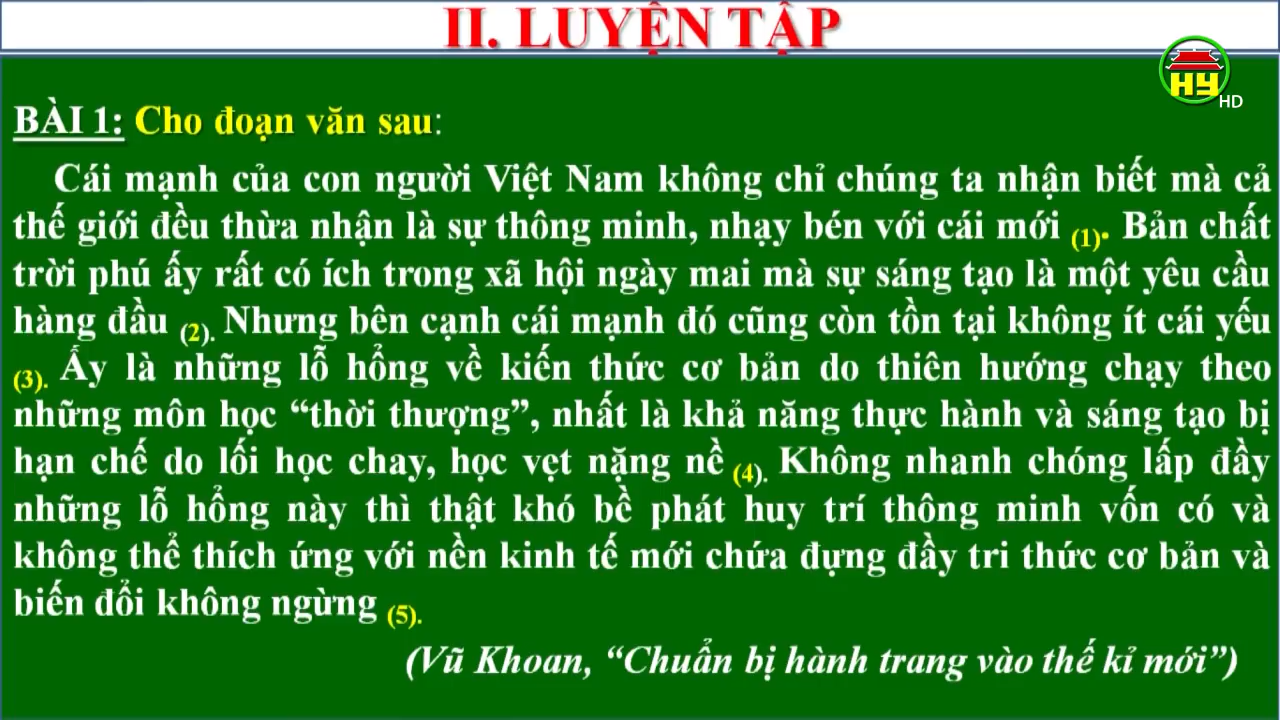 II. LUYỆN TẬP
HY HD
BÀI 1: Cho đoạn văn sau:
Cái mạnh của con người Việt Nam không chỉ chúng ta nhận biết mà cả
thế giới đều thừa nhận là sự thông minh, nhạy bén với cái mới (1). Bản chất
trời phú ấy rất có ích trong xã hội ngày mai mà sự sáng tạo là một yêu cầu
hàng đầu (2). Nhưng bên cạnh cái mạnh đó cũng còn tồn tại không ít cái yếu
(3). Ấy là những lỗ hổng về kiến thức cơ bản do thiên hướng chạy theo
những môn học “thời thượng”, nhất là khả năng thực hành và sáng tạo bị
hạn chế do lối học chay, học vẹt nặng nề (4). Không nhanh chóng lấp đầy
những lỗ hổng này thì thật khó bề phát huy trí thông minh vốn có và
không thể thích ứng với nền kinh tế mới chứa đựng đầy tri thức cơ bản và
biến đổi không ngừng (5).
(Vũ Khoan, “Chuẩn bị hành trang vào thế kỉ mới”)